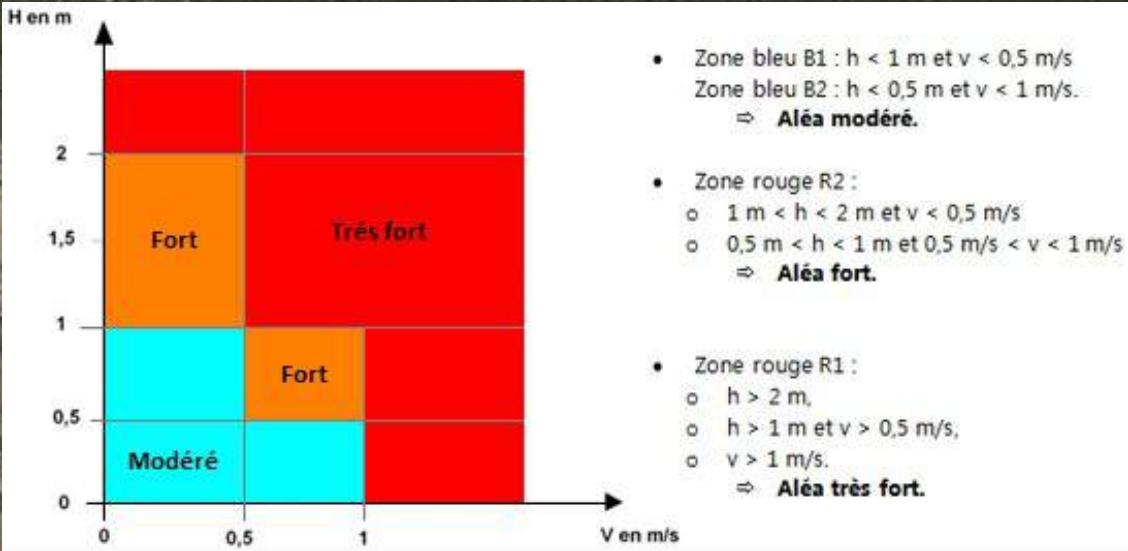 H en m
2
1,5
1
0,5
0
Fort
Très fort
Fort
Modéré
0
0,5
1
V en m/s
• Zone bleu B1 : h < 1 m et v < 0,5 m/s
Zone bleu B2 : h < 0,5 m et v < 1 m/s.
⇨ Aléa modéré.
• Zone rouge R2 :
o 1 m < h < 2 m et v < 0,5 m/s
o 0,5 m < h < 1 m et 0,5 m/s < v < 1 m/s
⇨ Aléa fort.
• Zone rouge R1 :
o h > 2 m,
o h > 1 m et v > 0,5 m/s,
o v > 1 m/s.
⇨ Aléa très fort.